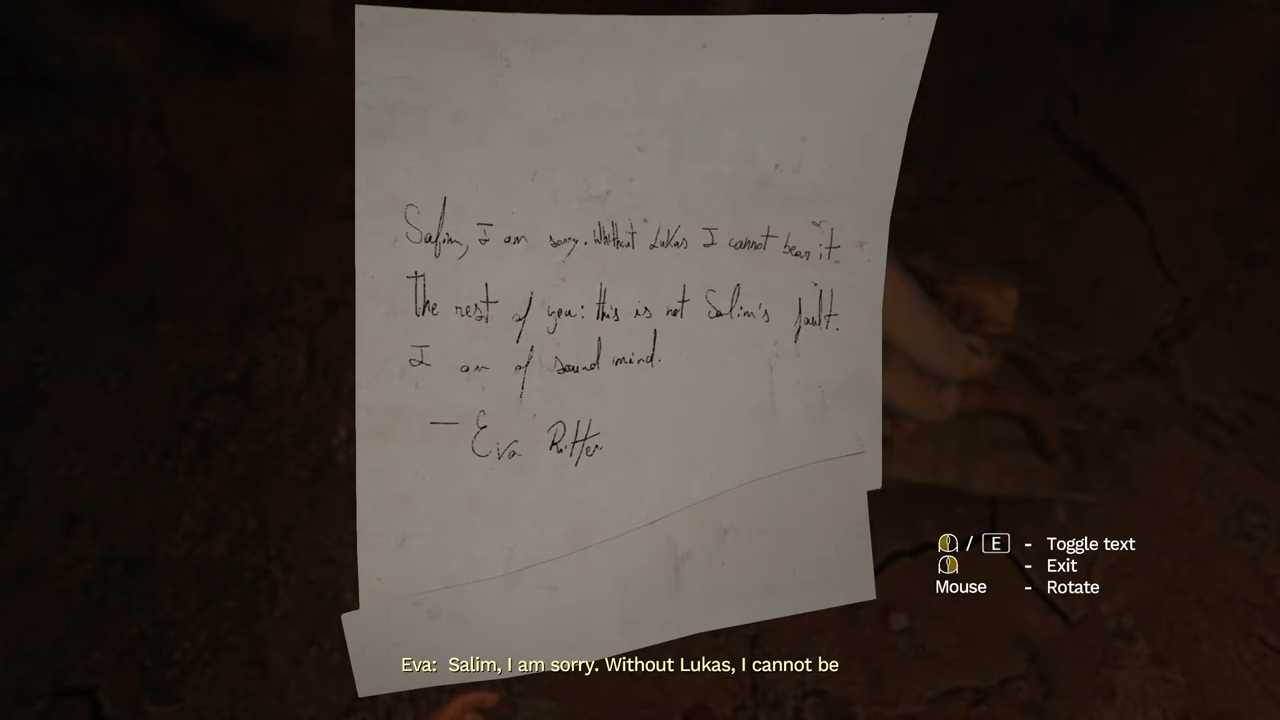 Salim, I am sorry. Whithout Lukas I cannot bear it.
The rest of you: this is not Salim's fault.
I am of sound mind.
— Eva Ritter
/ E - Toggle text
- Exit
Mouse - Rotate
Eva: Salim, I am sorry. Without Lukas, I cannot be